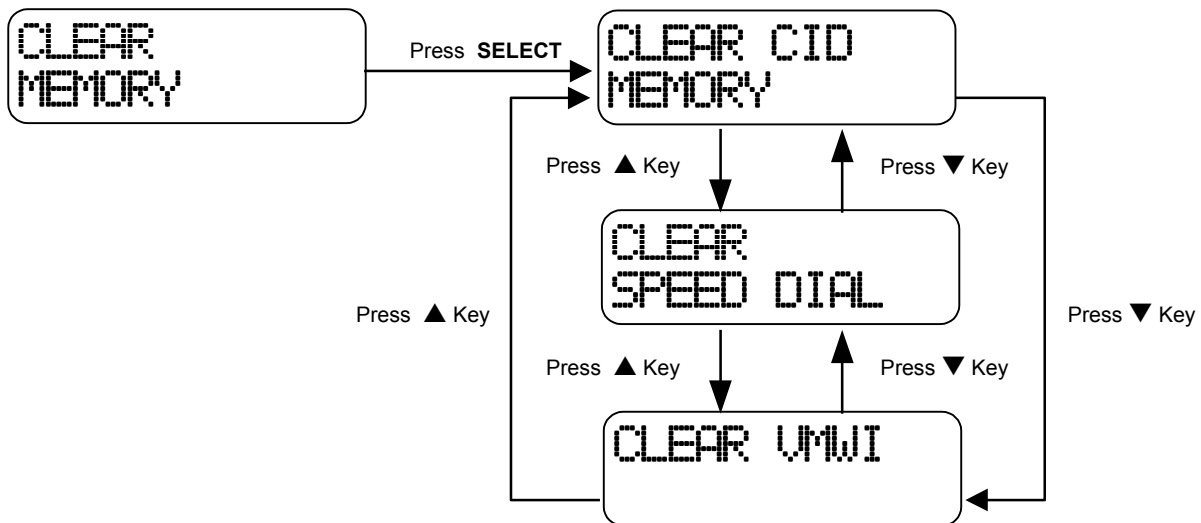 CLEAR
MEMORY
Press SELECT
CLEAR CID
MEMORY
Press ▲ Key
Press ▼ Key
CLEAR
SPEED DIAL
Press ▲ Key
Press ▼ Key
Press ▲ Key
Press ▼ Key
CLEAR VMWI